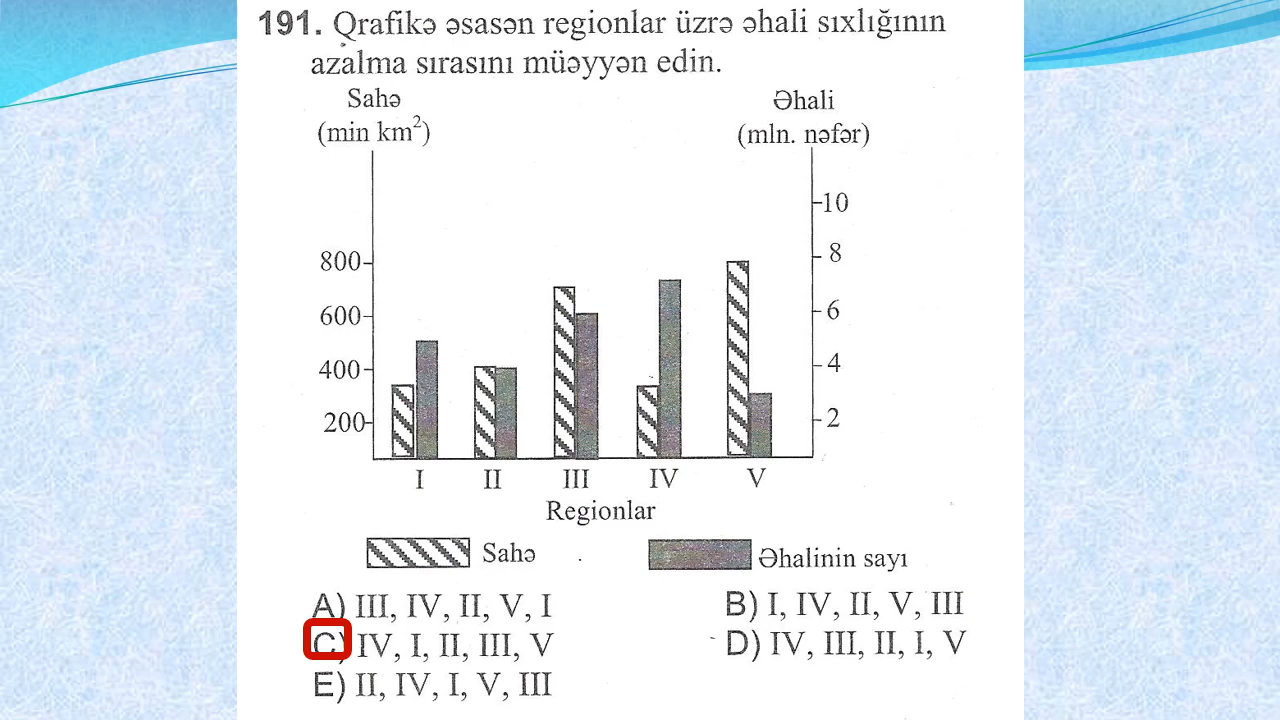 191. Qrafikə əsasən regionlar üzrə əhali sıxlığının
azalma sırasını müəyyən edin.
Sahə
(min km²)
Əhali
(mln. nəfər)
800
600
400
200
10
8
6
4
2
I II III IV V
Regionlar
Sahə
Əhalinin sayı
A) III, IV, II, V, I
B) I, IV, II, V, III
C) IV, I, II, III, V
D) IV, III, II, I, V
E) II, IV, I, V, III